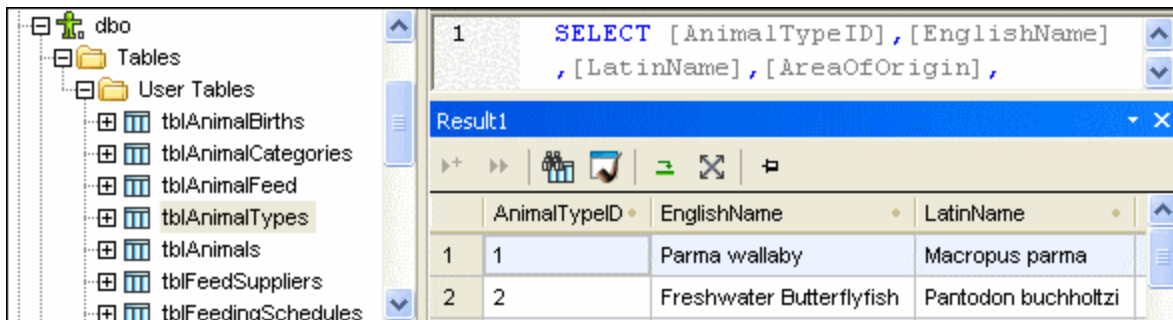 dbo
Tables
User Tables
tblAnimalBirths
tblAnimalCategories
tblAnimalFeed
tblAnimalTypes
tblAnimals
tblFeedSuppliers
tblFeedingSchedules
1 SELECT [AnimalTypeID],[EnglishName]
,[LatinName],[AreaOfOrigin],
Result1
AnimalTypeID EnglishName LatinName
1 1 Parma wallaby Macropus parma
2 2 Freshwater Butterflyfish Pantodon buchholtzi